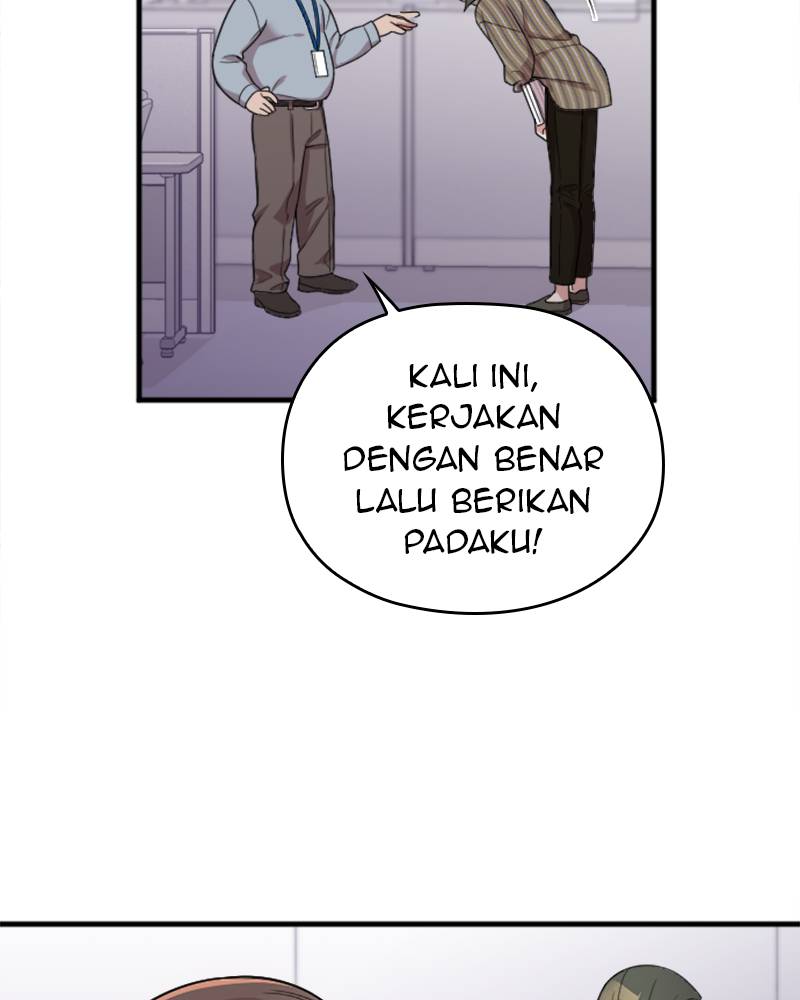 KALI INI,
KERJAKAN
DENGAN BENAR
LALU BERIKAN
PADAKU!